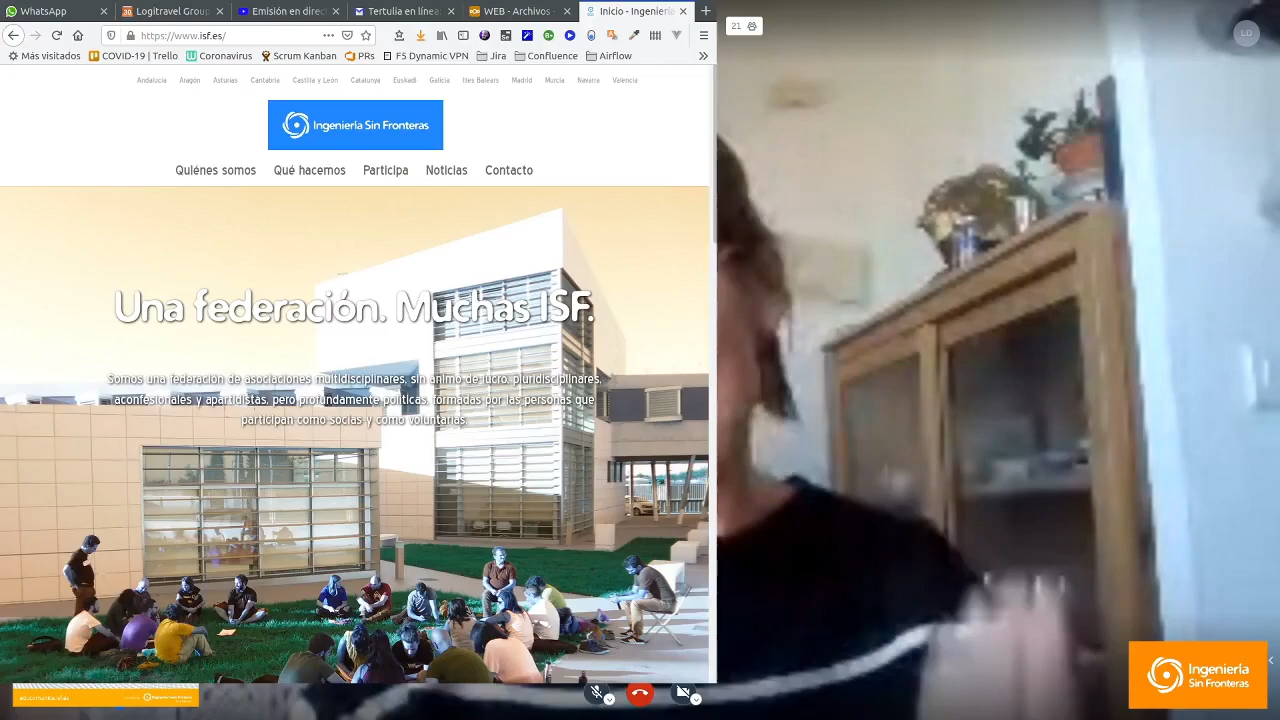 WhatsApp
Logitravel Group
Emisión en direct
Tertulia en línea:
WEB - Archivos -
Inicio - Ingeniería
https://www.isf.es/
Más visitados
COVID-19 | Trello
Coronavirus
Scrum Kanban
PRs
F5 Dynamic VPN
Jira
Confluence
Airflow
Andalucía
Aragón
Asturias
Cantabria
Castilla y León
Catalunya
Euskadi
Galicia
Illes Balears
Madrid
Murcia
Navarra
Valencia
Ingeniería Sin Fronteras
Quiénes somos
Qué hacemos
Participa
Noticias
Contacto
Una federación. Muchas ISF.
Somos una federación de asociaciones multidisciplinares, sin ánimo de lucro, pluridisciplinares,
aconfesionales y apartidistas, pero profundamente políticas, formadas por las personas que
participan como socias y como voluntarias.
21
LD
Ingeniería
Sin Fronteras